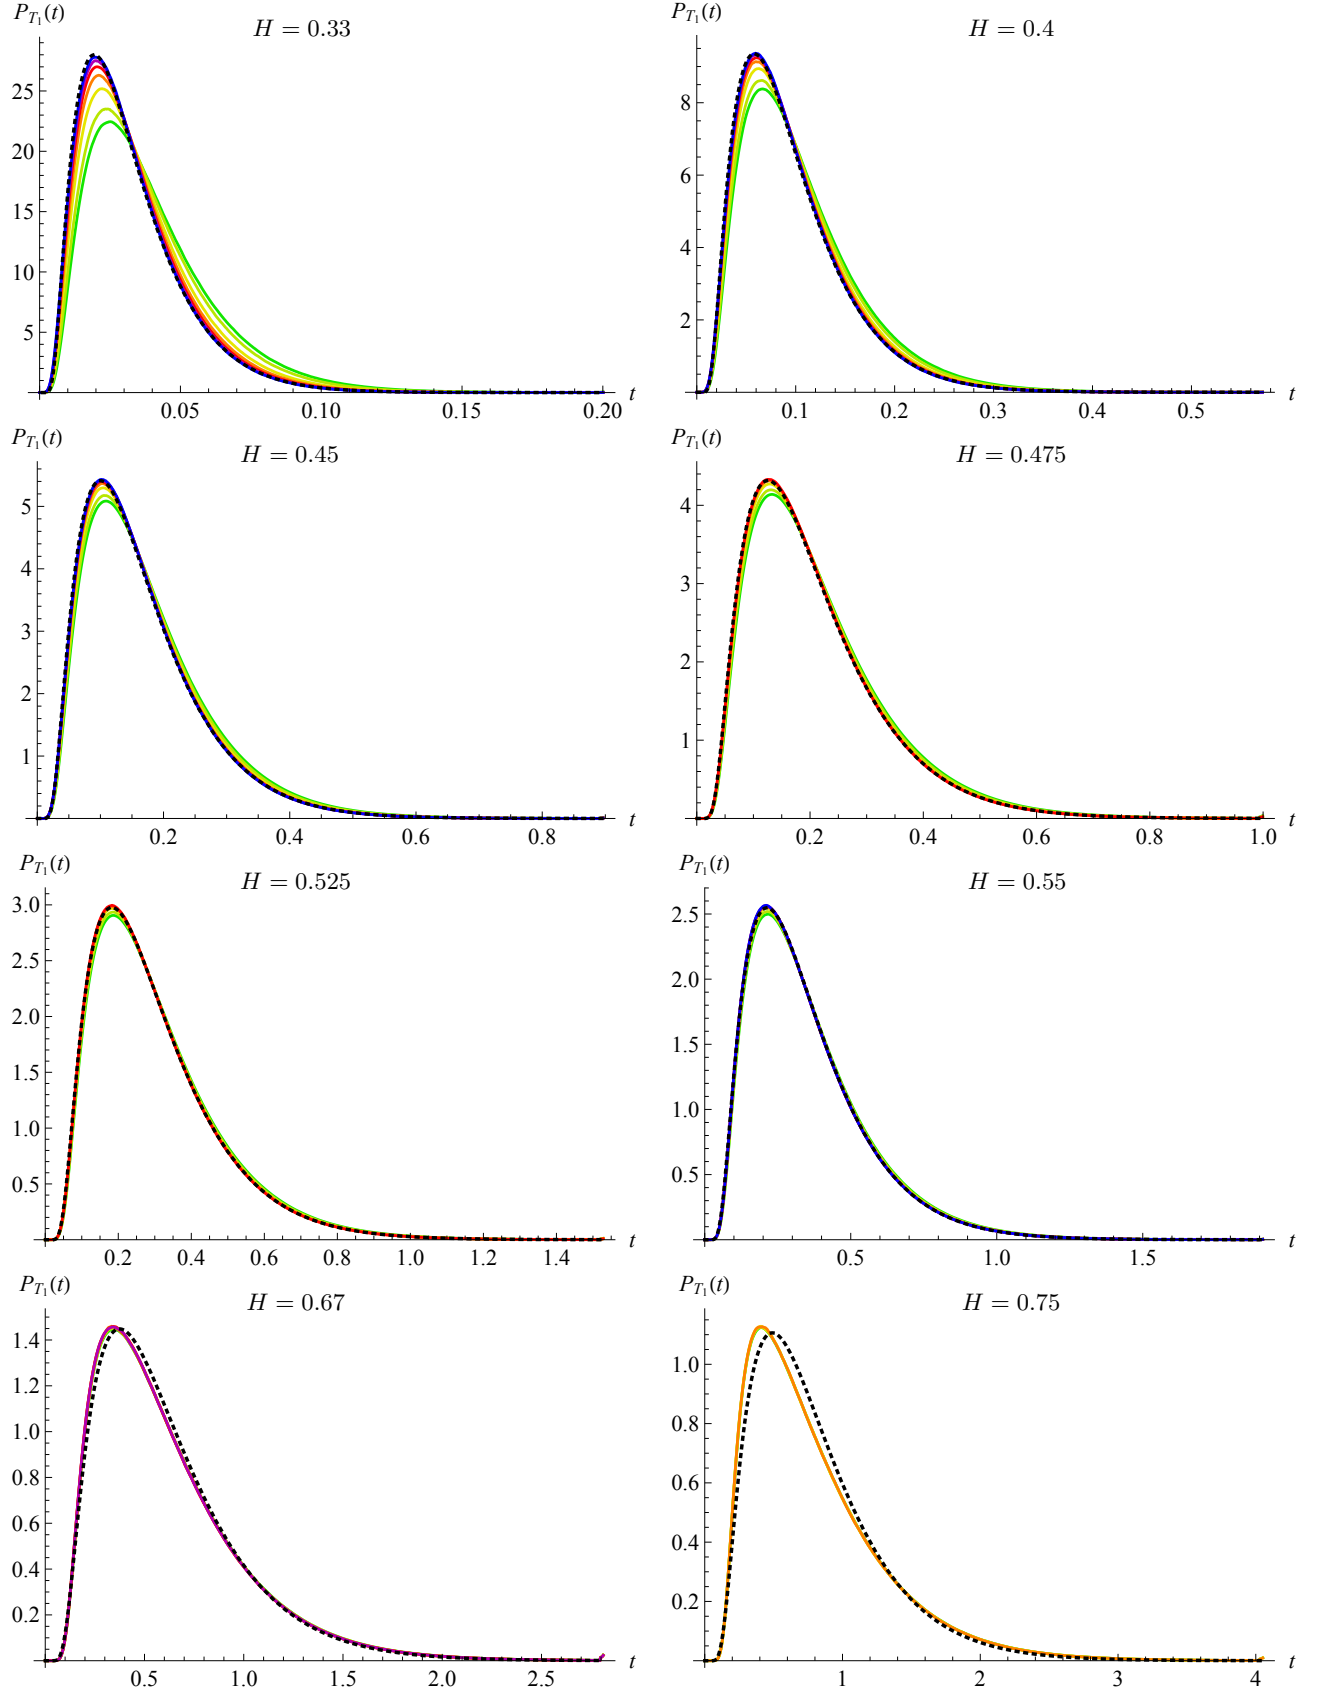 P_{T_1}(t)
H = 0.33
25
20
15
10
5
0.05 0.10 0.15 0.20 t
P_{T_1}(t)
H = 0.4
8
6
4
2
0.1 0.2 0.3 0.4 0.5 t
P_{T_1}(t)
H = 0.45
5
4
3
2
1
0.2 0.4 0.6 0.8 t
P_{T_1}(t)
H = 0.475
4
3
2
1
0.2 0.4 0.6 0.8 1.0 t
P_{T_1}(t)
H = 0.525
3.0
2.5
2.0
1.5
1.0
0.5
0.2 0.4 0.6 0.8 1.0 1.2 1.4 t
P_{T_1}(t)
H = 0.55
2.5
2.0
1.5
1.0
0.5
0.5 1.0 1.5 t
P_{T_1}(t)
H = 0.67
1.4
1.2
1.0
0.8
0.6
0.4
0.2
0.5 1.0 1.5 2.0 2.5 t
P_{T_1}(t)
H = 0.75
1.0
0.8
0.6
0.4
0.2
1 2 3 4 t